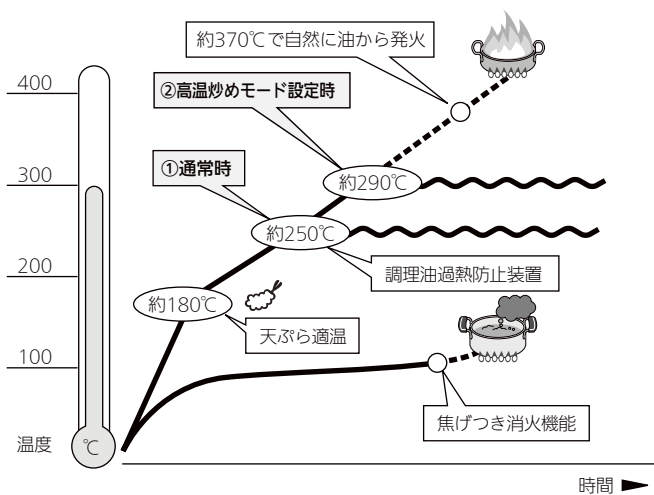 約370℃で自然に油から発火
400
②高温炒めモード設定時
①通常時
300
約290℃
約250℃
200
調理油過熱防止装置
約180℃
天ぷら適温
100
焦げつき消火機能
温度
℃
時間